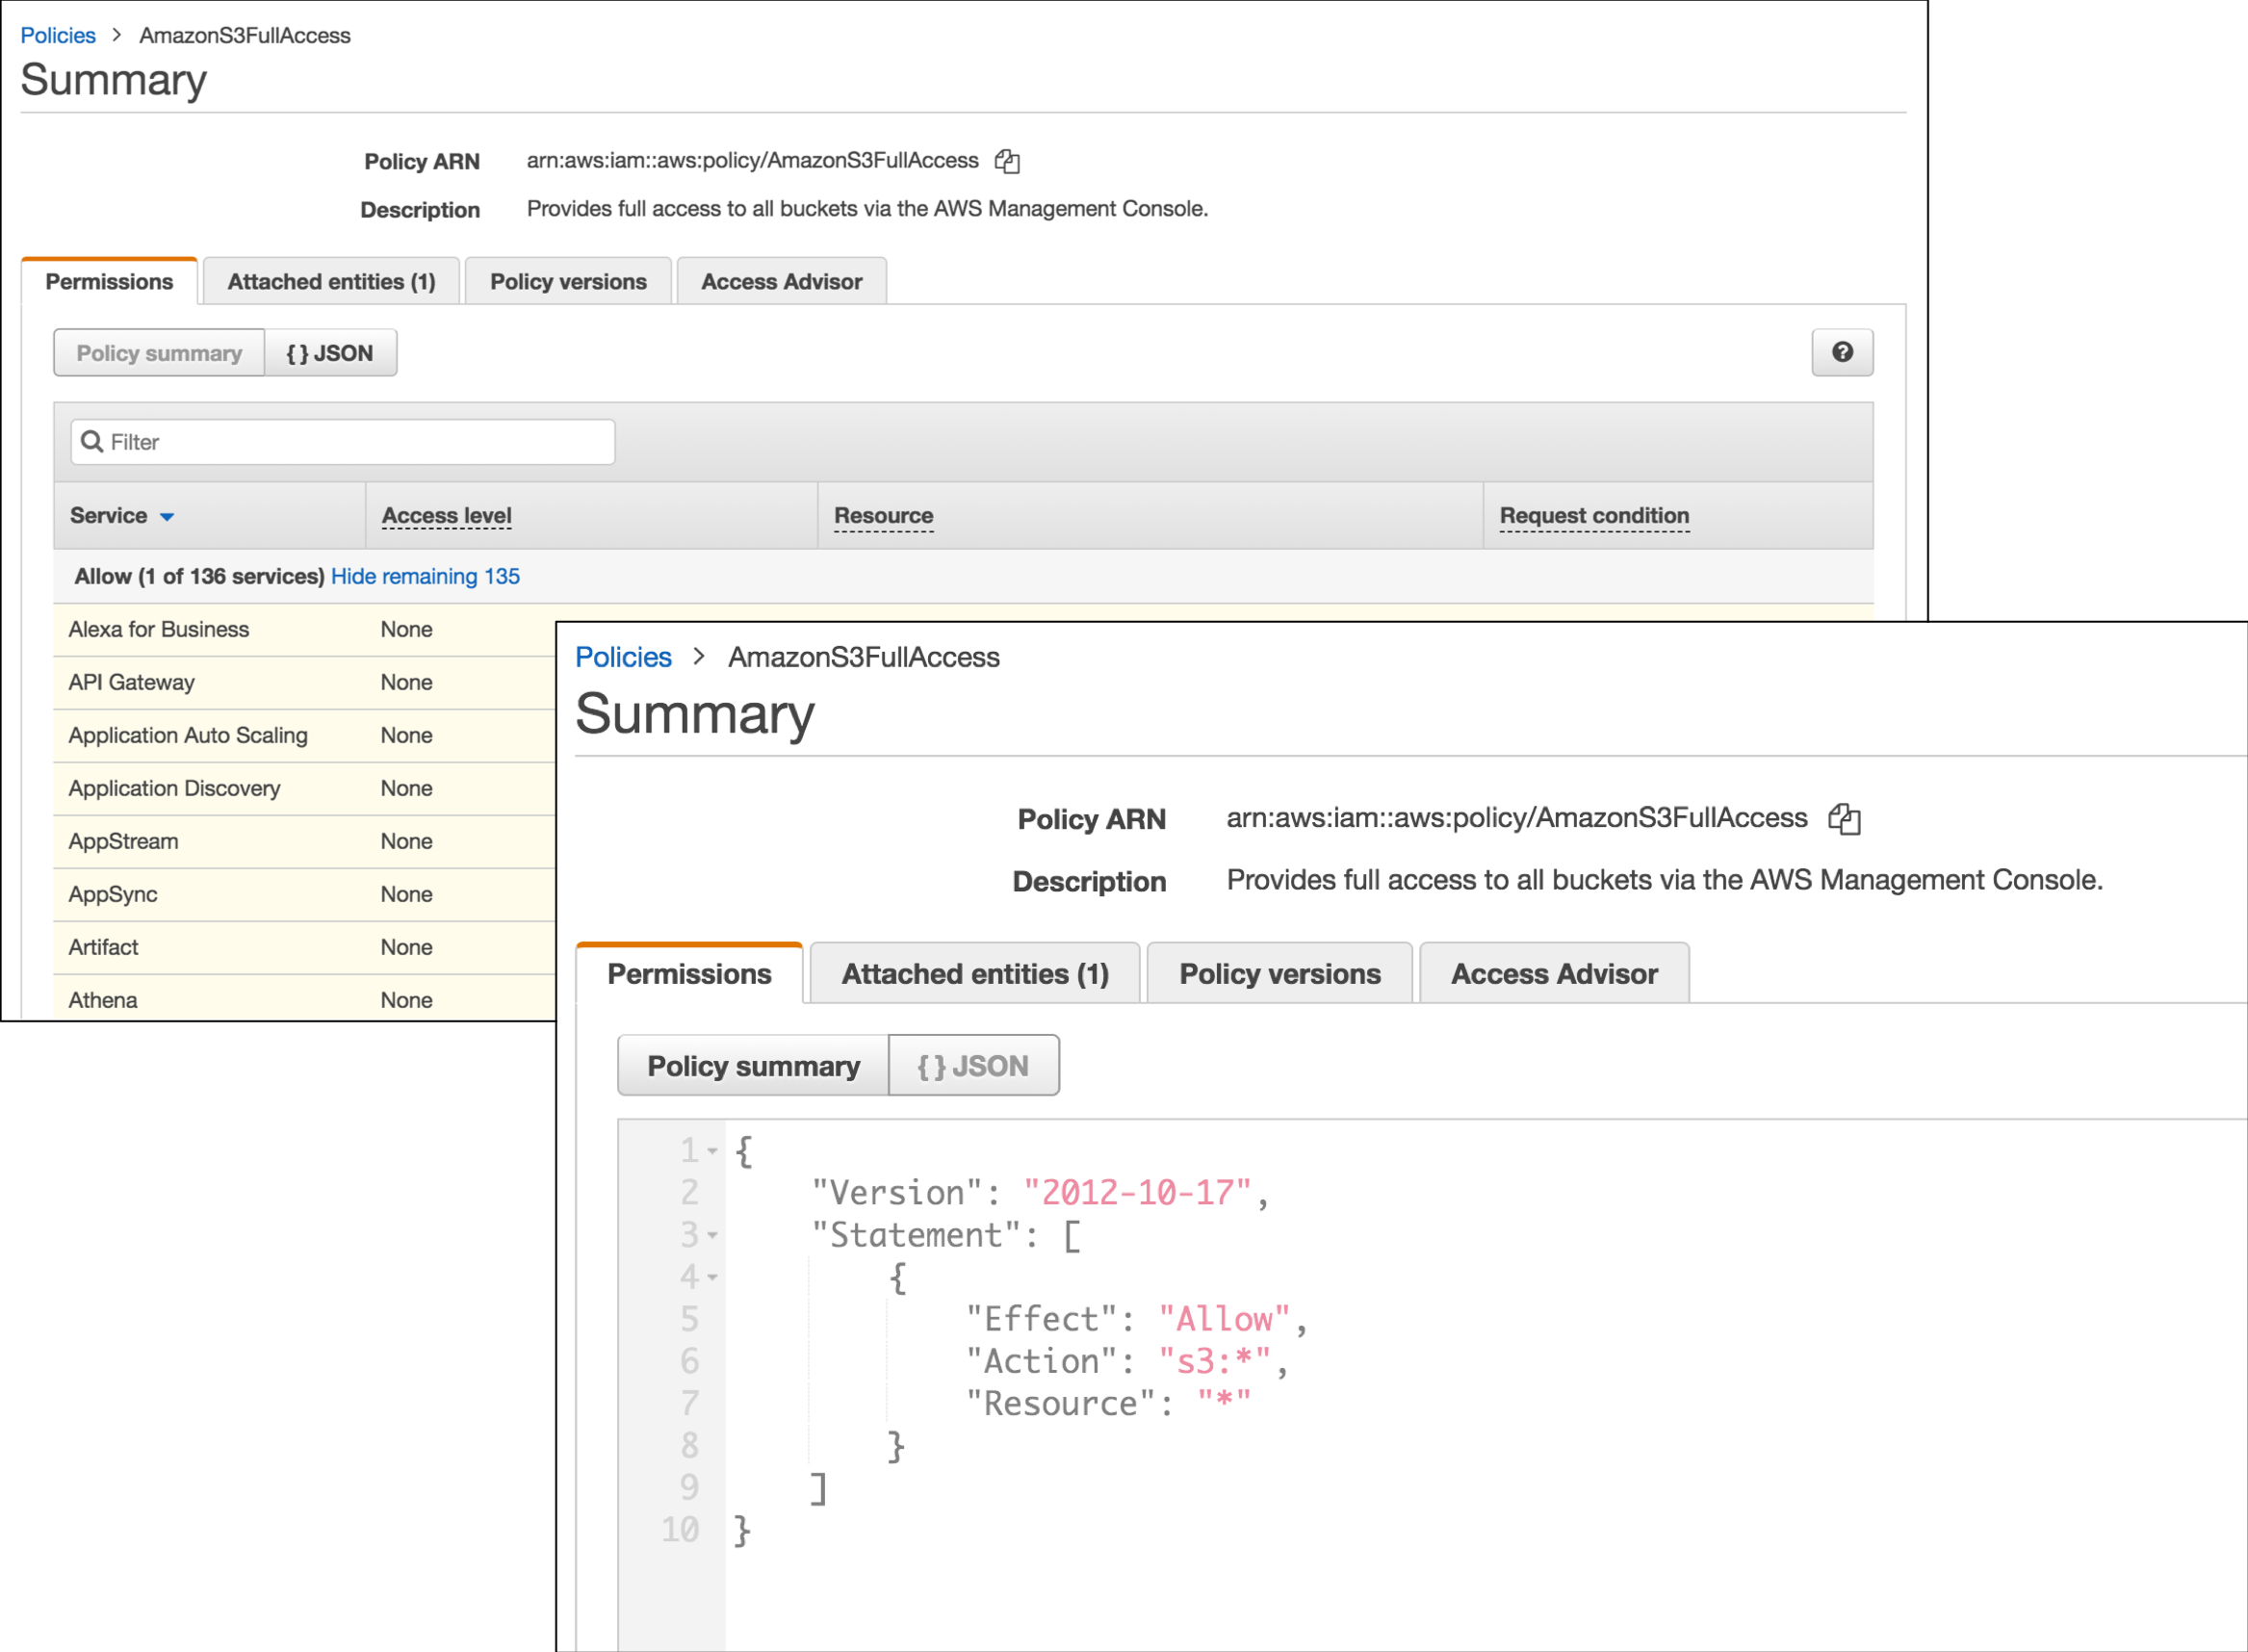 Policies > AmazonS3FullAccess
Summary
Policy ARN arn:aws:iam::aws:policy/AmazonS3FullAccess
Description Provides full access to all buckets via the AWS Management Console.
Permissions Attached entities (1) Policy versions Access Advisor
Policy summary { } JSON ?
Filter
Service Access level Resource Request condition
Allow (1 of 136 services) Hide remaining 135
Alexa for Business None
API Gateway None
Application Auto Scaling None
Application Discovery None
AppStream None
AppSync None
Artifact None
Athena None
Policies > AmazonS3FullAccess
Summary
Policy ARN arn:aws:iam::aws:policy/AmazonS3FullAccess
Description Provides full access to all buckets via the AWS Management Console.
Permissions Attached entities (1) Policy versions Access Advisor
Policy summary { } JSON
1 {
2 "Version": "2012-10-17",
3 "Statement": [
4 {
5 "Effect": "Allow",
6 "Action": "s3:*",
7 "Resource": "*"
8 }
9 ]
10 }